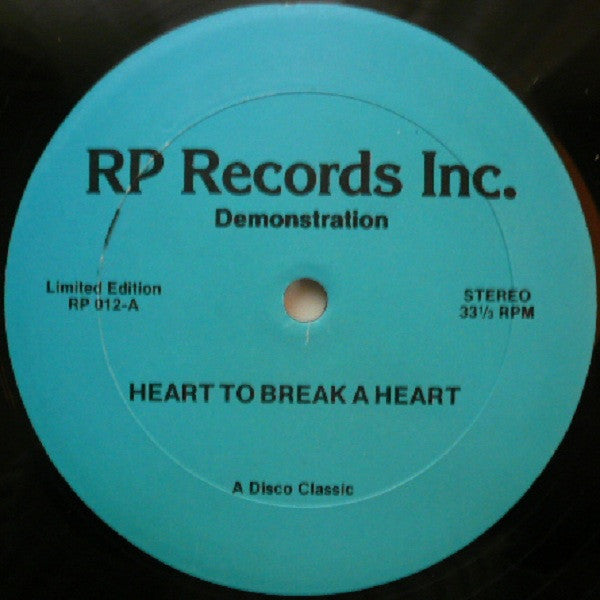 RP Records Inc.
Demonstration
Limited Edition
RP 012-A
STEREO
33⅓ RPM
HEART TO BREAK A HEART
A Disco Classic